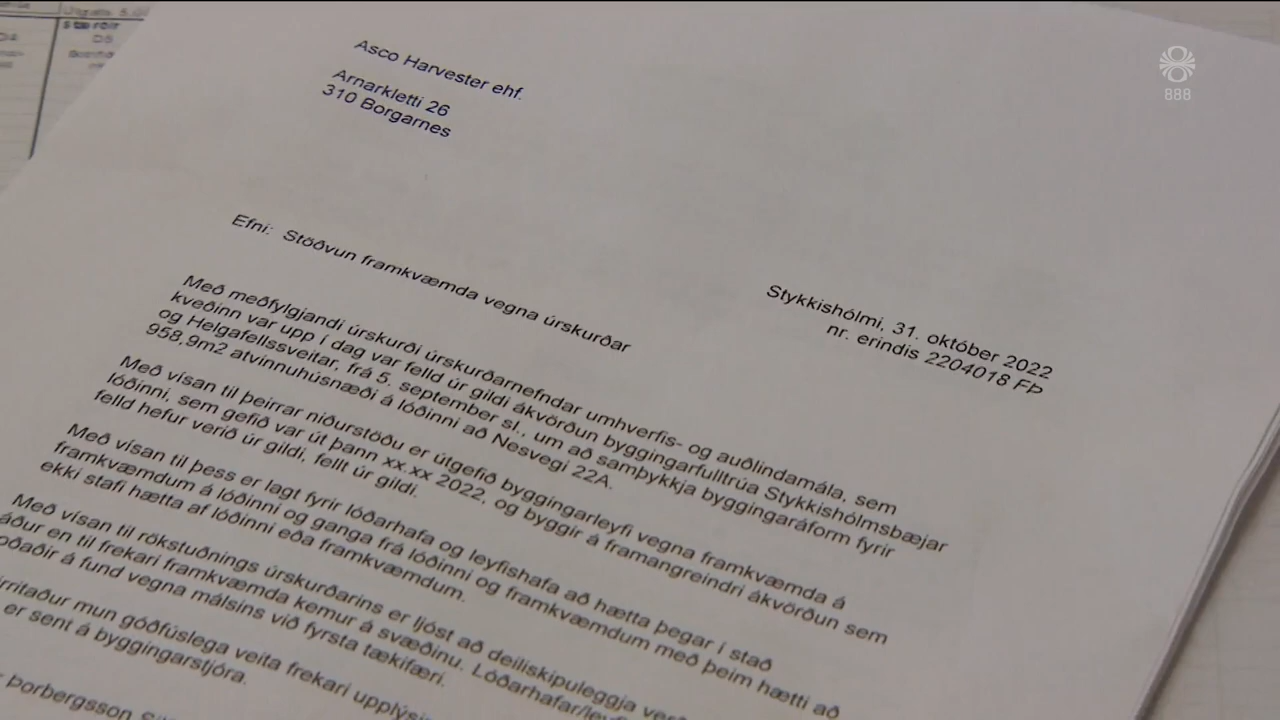 Asco Harvester ehf.
Arnarkletti 26
310 Borgarnes
888
Stykkishólmi, 31. október 2022
nr. erindis 2204018 FÞ
Efni: Stöðvun framkvæmda vegna úrskurðar
Með meðfylgjandi úrskurði úrskurðarnefndar umhverfis- og auðlindamála, sem
kveðinn var upp í dag var felld úr gildi ákvörðun byggingarfulltrúa Stykkishólmsbæjar
og Helgafellssveitar, frá 5. september sl., um að samþykkja byggingaráform fyrir
958,9m2 atvinnuhúsnæði á lóðinni að Nesvegi 22A.
Með vísan til þeirrar niðurstöðu er útgefið byggingarleyfi vegna framkvæmda á
lóðinni, sem gefið var út þann xx.xx 2022, og byggir á framangreindri ákvörðun sem
felld hefur verið úr gildi, fellt úr gildi.
Með vísan til þess er lagt fyrir lóðarhafa og leyfishafa að hætta þegar í stað
framkvæmdum á lóðinni og ganga frá lóðinni og framkvæmdum með þeim hætti að
ekki stafi hætta af lóðinni eða framkvæmdum.
Með vísan til rökstuðnings úrskurðarins er ljóst að deiliskipuleggja
áður en til frekari framkvæmda kemur á svæðinu.
á fund vegna málsins við fyrsta tækifæri.
mun góðfúslega veita frekari
er sent á byggingarstjóra.
Þorbergsson